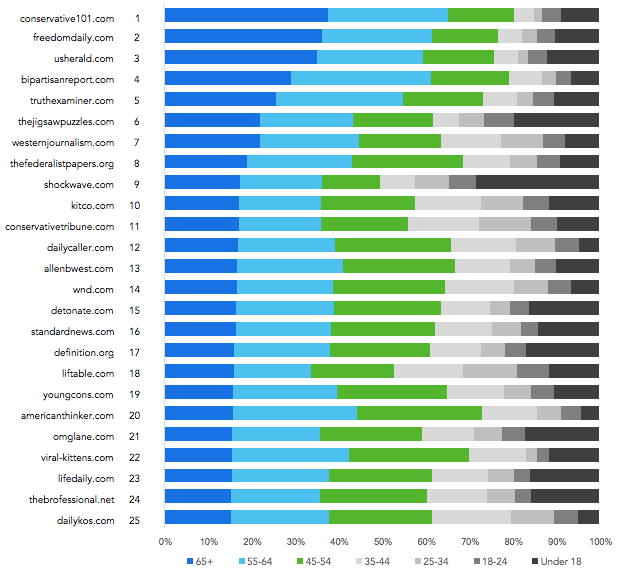 conservative101.com 1
freedomdaily.com 2
usherald.com 3
bipartisanreport.com 4
truthexaminer.com 5
thejigsawpuzzles.com 6
westernjournalism.com 7
thefederalistpapers.org 8
shockwave.com 9
kitco.com 10
conservativetribune.com 11
dailycaller.com 12
allenbwest.com 13
wnd.com 14
detonate.com 15
standardnews.com 16
definition.org 17
liftable.com 18
youngcons.com 19
americanthinker.com 20
omglane.com 21
viral-kittens.com 22
lifedaily.com 23
thebrofessional.net 24
dailykos.com 25
0% 10% 20% 30% 40% 50% 60% 70% 80% 90% 100%
65+ 55-64 45-54 35-44 25-34 18-24 Under 18